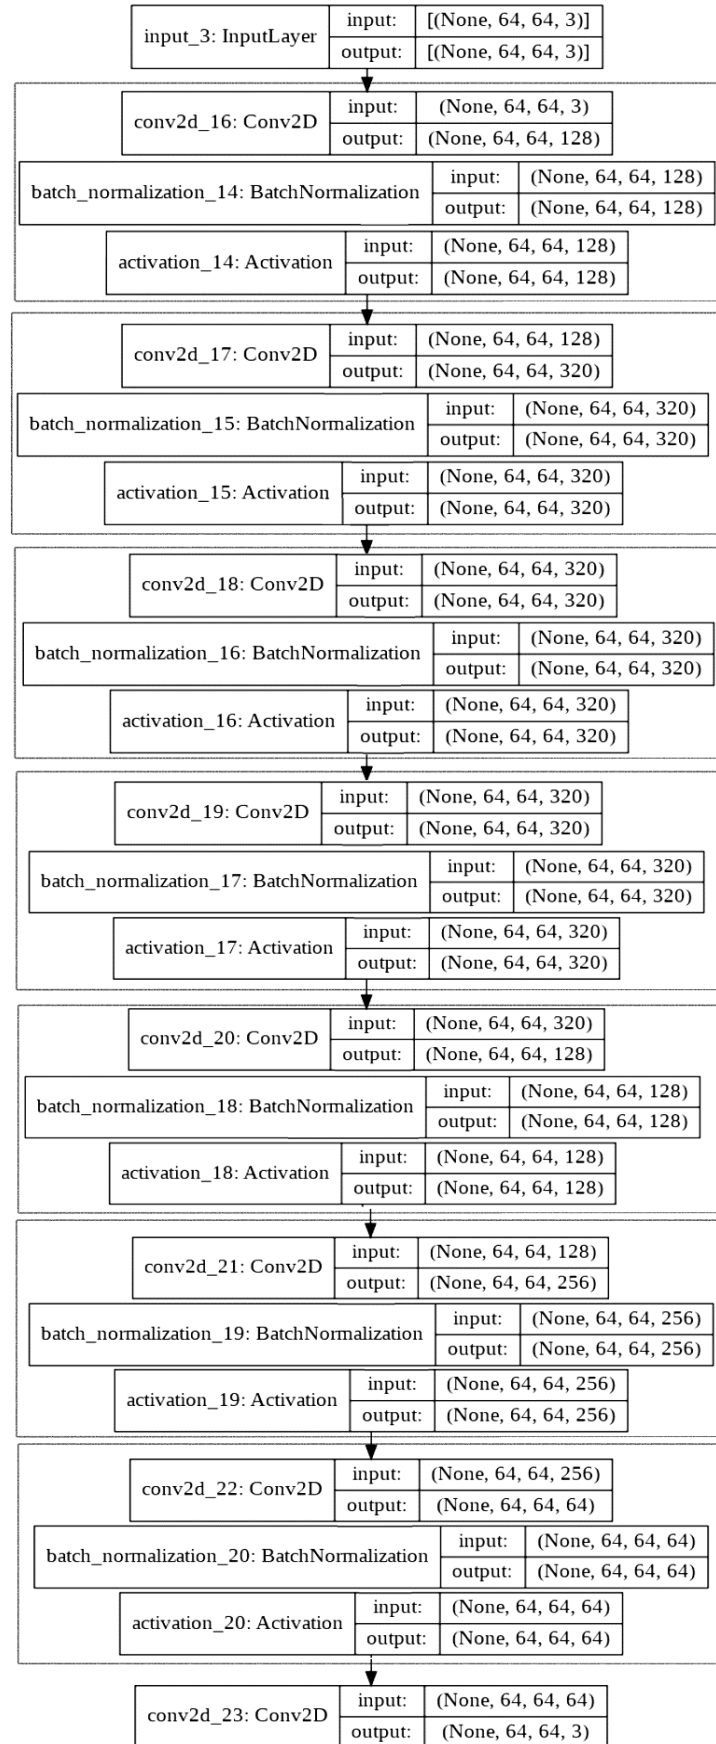 input_3: InputLayer
input: [(None, 64, 64, 3)]
output: [(None, 64, 64, 3)]
conv2d_16: Conv2D
input: (None, 64, 64, 3)
output: (None, 64, 64, 128)
batch_normalization_14: BatchNormalization
input: (None, 64, 64, 128)
output: (None, 64, 64, 128)
activation_14: Activation
input: (None, 64, 64, 128)
output: (None, 64, 64, 128)
conv2d_17: Conv2D
input: (None, 64, 64, 128)
output: (None, 64, 64, 320)
batch_normalization_15: BatchNormalization
input: (None, 64, 64, 320)
output: (None, 64, 64, 320)
activation_15: Activation
input: (None, 64, 64, 320)
output: (None, 64, 64, 320)
conv2d_18: Conv2D
input: (None, 64, 64, 320)
output: (None, 64, 64, 320)
batch_normalization_16: BatchNormalization
input: (None, 64, 64, 320)
output: (None, 64, 64, 320)
activation_16: Activation
input: (None, 64, 64, 320)
output: (None, 64, 64, 320)
conv2d_19: Conv2D
input: (None, 64, 64, 320)
output: (None, 64, 64, 320)
batch_normalization_17: BatchNormalization
input: (None, 64, 64, 320)
output: (None, 64, 64, 320)
activation_17: Activation
input: (None, 64, 64, 320)
output: (None, 64, 64, 320)
conv2d_20: Conv2D
input: (None, 64, 64, 320)
output: (None, 64, 64, 128)
batch_normalization_18: BatchNormalization
input: (None, 64, 64, 128)
output: (None, 64, 64, 128)
activation_18: Activation
input: (None, 64, 64, 128)
output: (None, 64, 64, 128)
conv2d_21: Conv2D
input: (None, 64, 64, 128)
output: (None, 64, 64, 256)
batch_normalization_19: BatchNormalization
input: (None, 64, 64, 256)
output: (None, 64, 64, 256)
activation_19: Activation
input: (None, 64, 64, 256)
output: (None, 64, 64, 256)
conv2d_22: Conv2D
input: (None, 64, 64, 256)
output: (None, 64, 64, 64)
batch_normalization_20: BatchNormalization
input: (None, 64, 64, 64)
output: (None, 64, 64, 64)
activation_20: Activation
input: (None, 64, 64, 64)
output: (None, 64, 64, 64)
conv2d_23: Conv2D
input: (None, 64, 64, 64)
output: (None, 64, 64, 3)